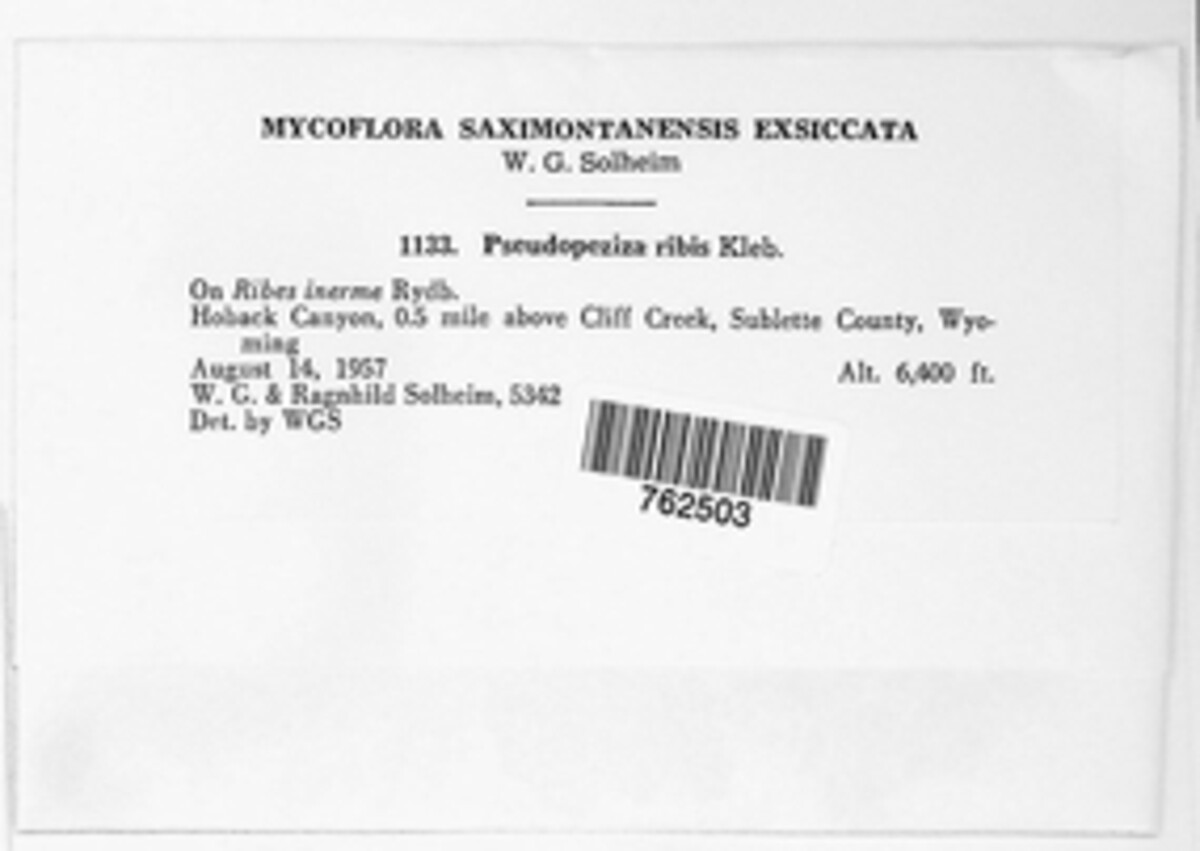 MYCOFLORA SAXIMONTANENSIS EXSICCATA
W. G. Solheim
1133. Pseudopeziza ribis Kleb.
On Ribes inerme Rydb.
Hoback Canyon, 0.5 mile above Cliff Creek, Sublette County, Wyo-
ming
August 14, 1957 Alt. 6,400 ft.
W. G. & Ragnhild Solheim, 5342
Det. by WGS
762503